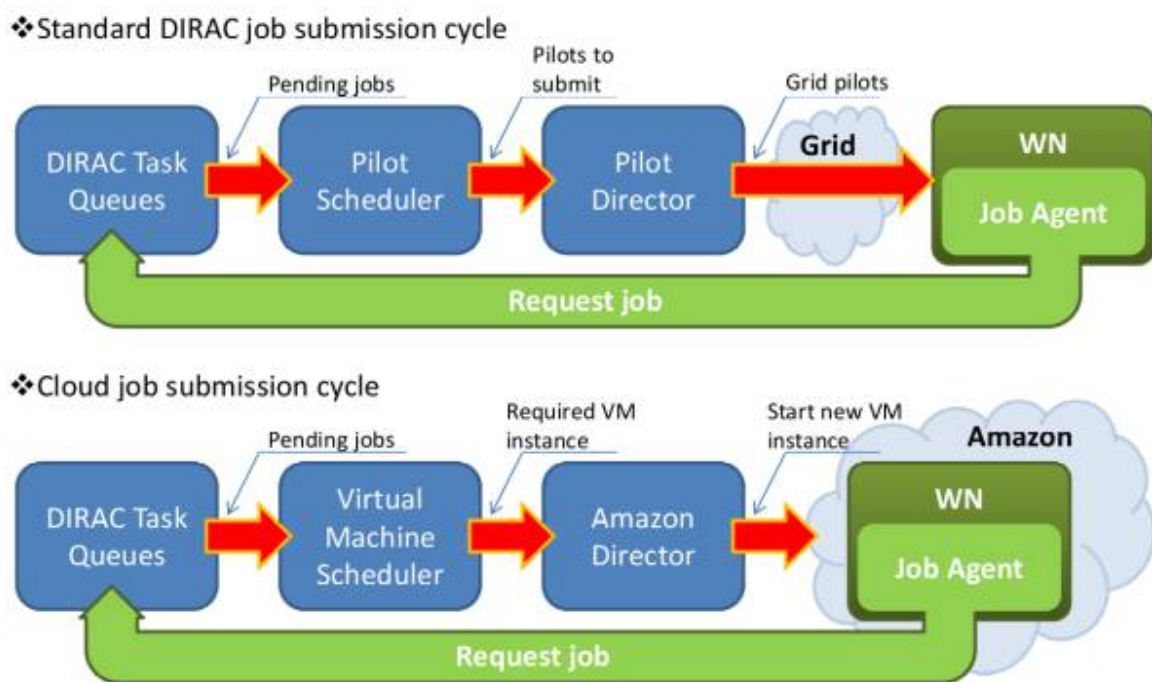 ❖Standard DIRAC job submission cycle
Pending jobs
Pilots to
submit
Grid pilots
DIRAC Task
Queues
Pilot
Scheduler
Pilot
Director
Grid
WN
Job Agent
Request job
❖Cloud job submission cycle
Pending jobs
Required VM
instance
Start new VM
instance
Amazon
DIRAC Task
Queues
Virtual
Machine
Scheduler
Amazon
Director
WN
Job Agent
Request job